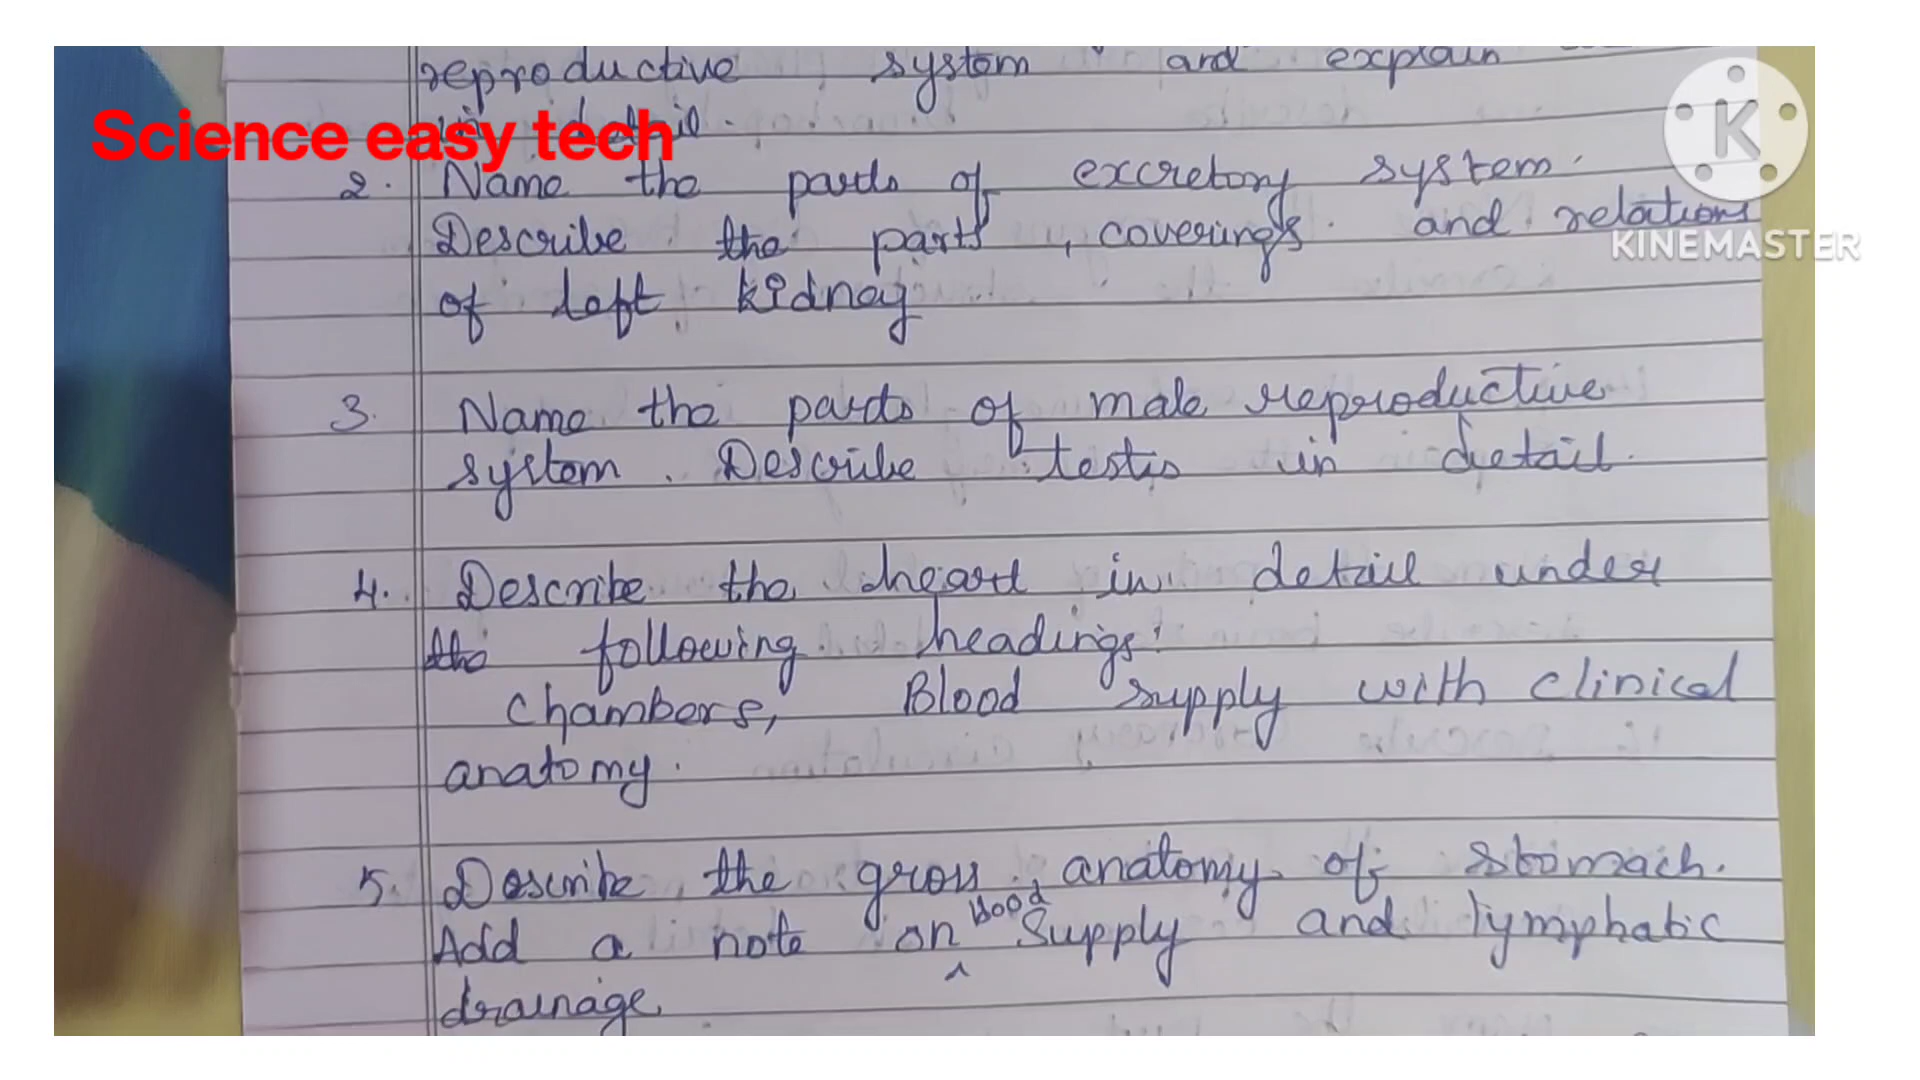 reproductive system and explain
in detail.
Science easy tech
K
KINEMASTER
2. Name the parts of excretory system.
Describe the parts, coverings and relations
of left kidney
3. Name the parts of male reproductive
system. Describe testis in detail.
4. Describe the heart in detail under
the following headings:
chambers, Blood supply with clinical
anatomy.
5. Describe the gross anatomy of stomach.
Add a note on Blood supply and lymphatic
drainage.